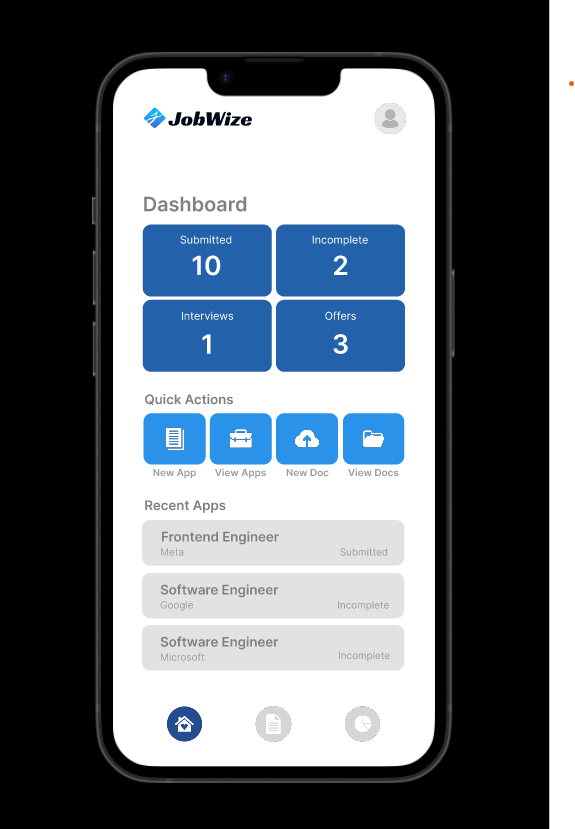 JobWize
Dashboard
Submitted
10
Incomplete
2
Interviews
1
Offers
3
Quick Actions
New App
View Apps
New Doc
View Docs
Recent Apps
Frontend Engineer
Meta
Submitted
Software Engineer
Google
Incomplete
Software Engineer
Microsoft
Incomplete